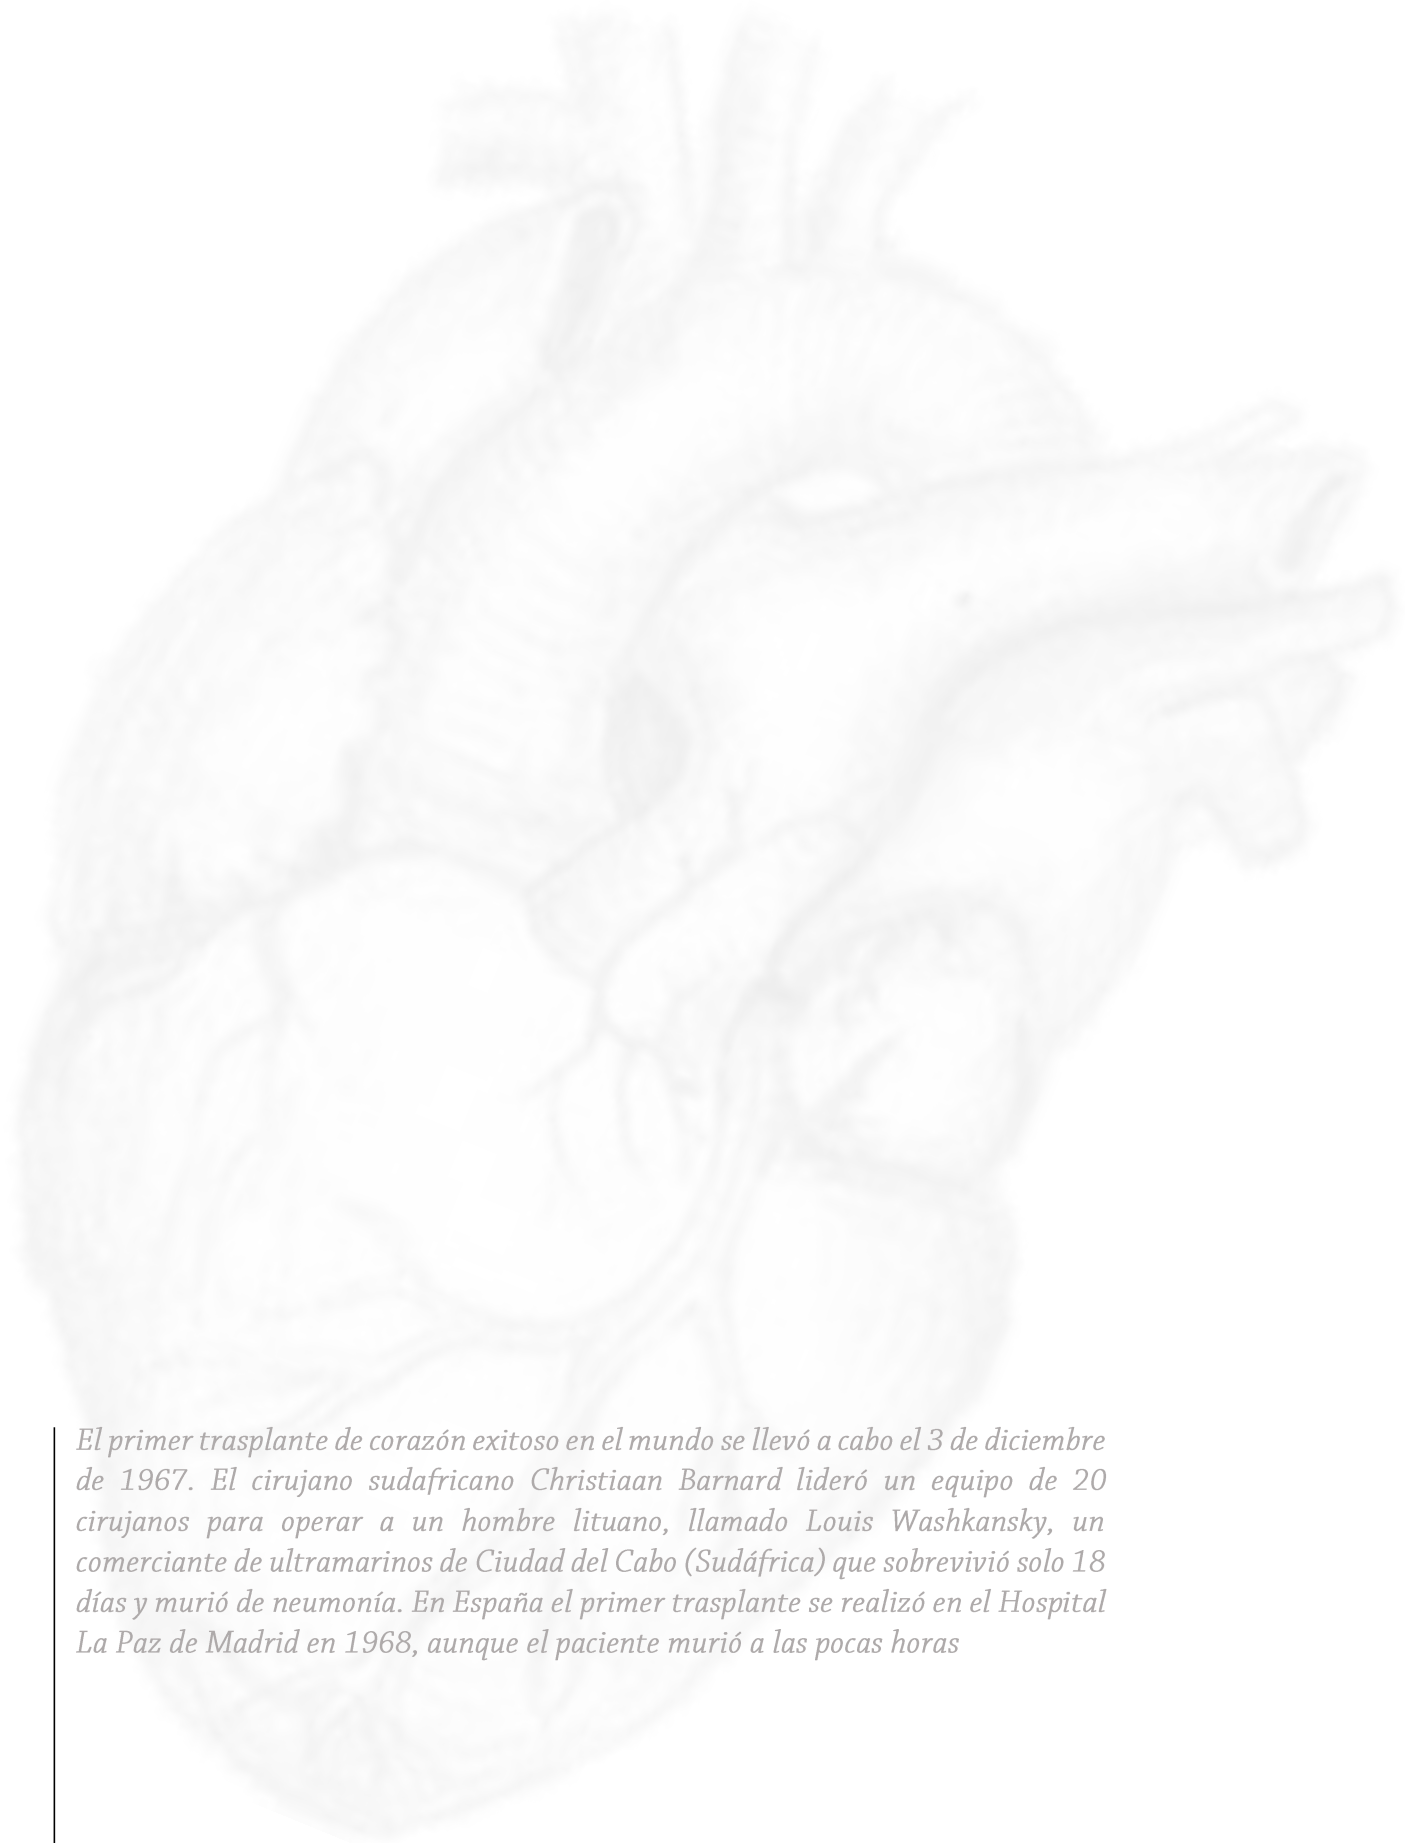 El primer trasplante de corazón exitoso en el mundo se llevó a cabo el 3 de diciembre
de 1967. El cirujano sudafricano Christiaan Barnard lideró un equipo de 20
cirujanos para operar a un hombre lituano, llamado Louis Washkansky, un
comerciante de ultramarinos de Ciudad del Cabo (Sudáfrica) que sobrevivió solo 18
días y murió de neumonía. En España el primer trasplante se realizó en el Hospital
La Paz de Madrid en 1968, aunque el paciente murió a las pocas horas